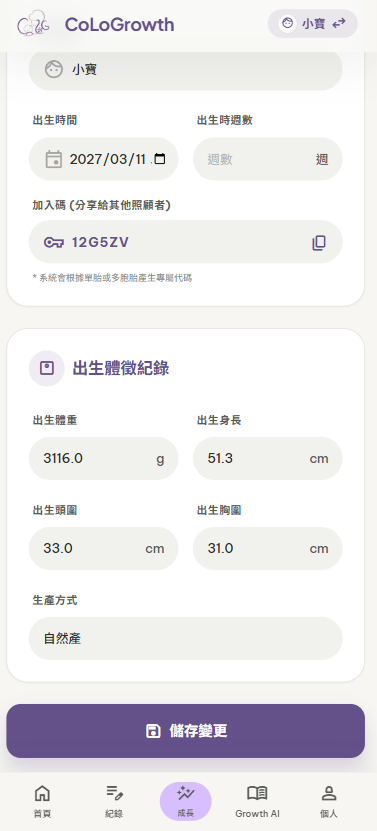 CoLoGrowth
小寶
小寶
出生時間
出生時週數
2027/03/11
週數
週
加入碼 (分享給其他照顧者)
12G5ZV
* 系統會根據單胎或多胞胎產生專屬代碼
出生體徵紀錄
出生體重
出生身長
3116.0
g
51.3
cm
出生頭圍
出生胸圍
33.0
cm
31.0
cm
生產方式
自然產
儲存變更
首頁
紀錄
成長
Growth AI
個人